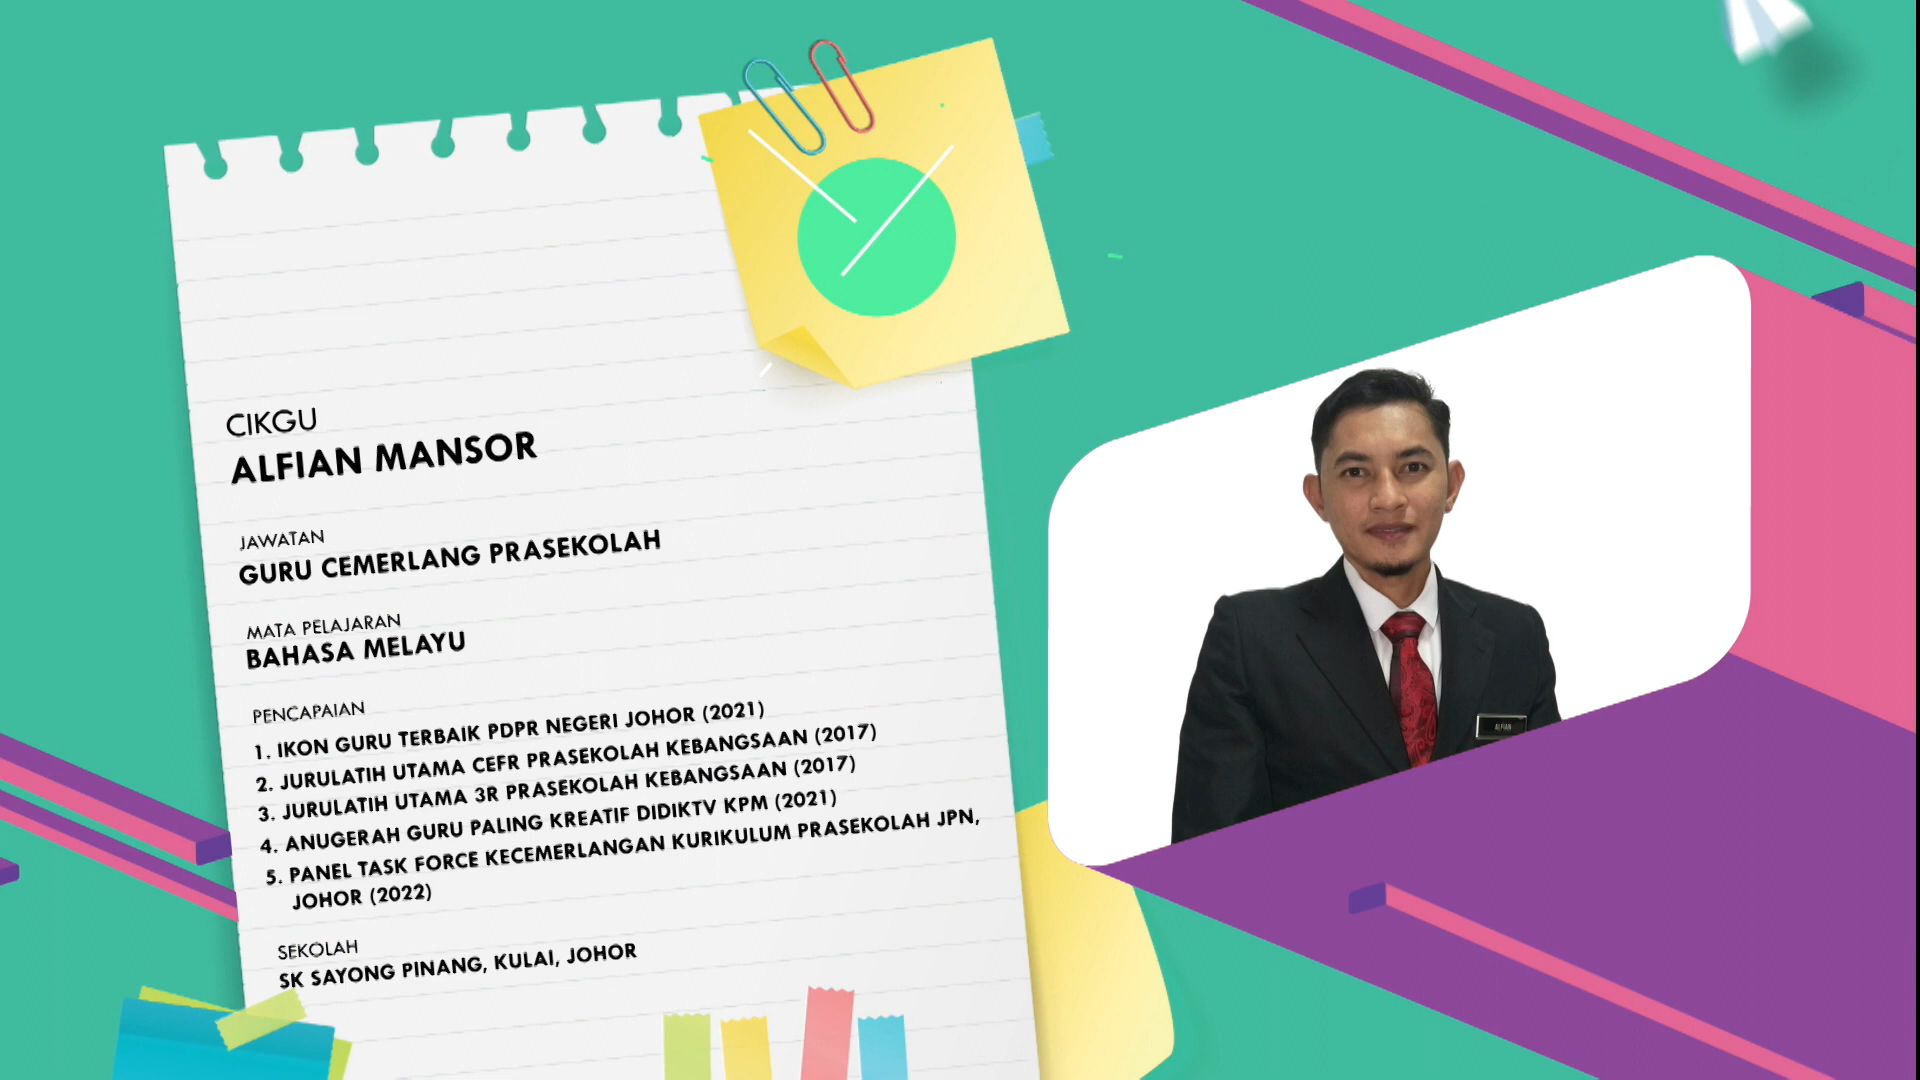 CIKGU
ALFIAN MANSOR
JAWATAN
GURU CEMERLANG PRASEKOLAH
MATA PELAJARAN
BAHASA MELAYU
PENCAPAIAN
1. IKON GURU TERBAIK PDPR NEGERI JOHOR (2021)
2. JURULATIH UTAMA CEFR PRASEKOLAH KEBANGSAAN (2017)
3. JURULATIH UTAMA 3R PRASEKOLAH KEBANGSAAN (2017)
4. ANUGERAH GURU PALING KREATIF DIDIKTV KPM (2021)
5. PANEL TASK FORCE KECEMERLANGAN KURIKULUM PRASEKOLAH JPN,
JOHOR (2022)
SEKOLAH
SK SAYONG PINANG, KULAI, JOHOR
ALFIAN